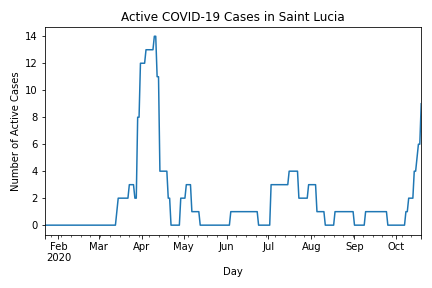 Active COVID-19 Cases in Saint Lucia
14
12
10
8
6
4
2
0
Number of Active Cases
Feb Mar Apr May Jun Jul Aug Sep Oct
2020
Day